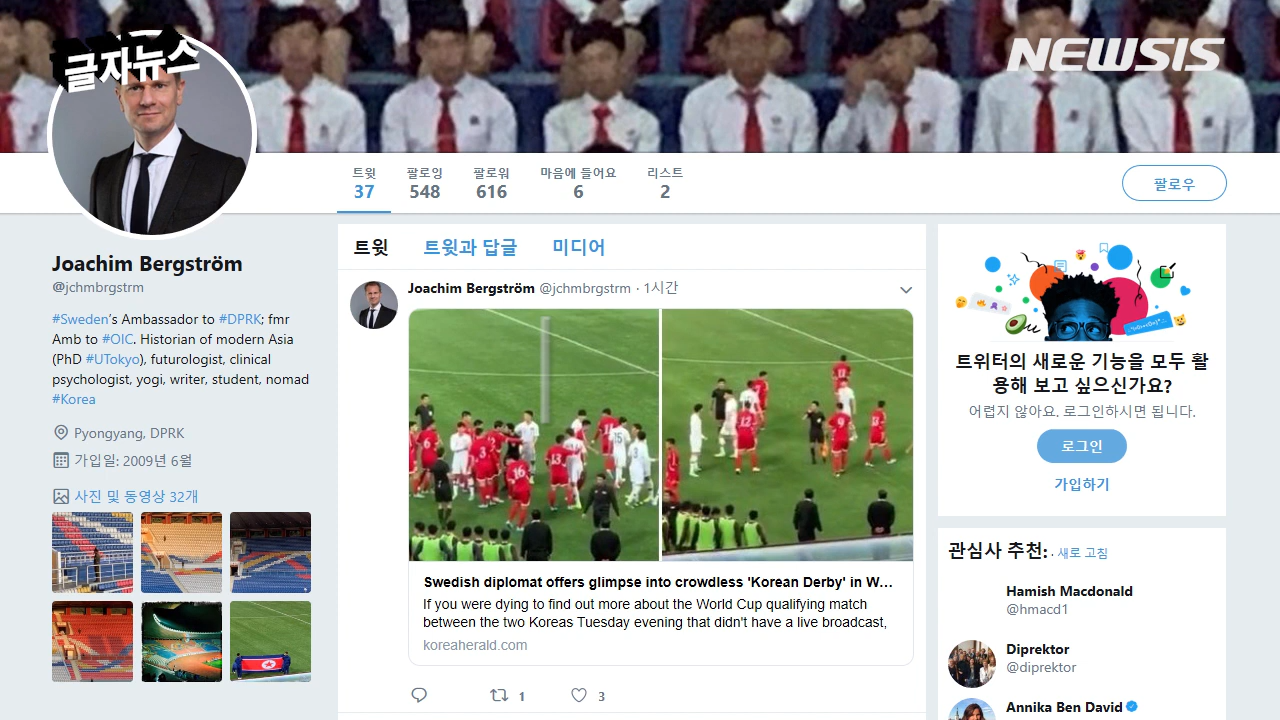 글자뉴스
NEWSIS
트윗
37
팔로잉
548
팔로워
616
마음에 들어요
6
리스트
2
팔로우
Joachim Bergström
@jchmbrgstrm
#Sweden's Ambassador to #DPRK; fmr
Amb to #OIC. Historian of modern Asia
(PhD #UTokyo), futurologist, clinical
psychologist, yogi, writer, student, nomad
#Korea
Pyongyang, DPRK
가입일: 2009년 6월
사진 및 동영상 32개
트윗 트윗과 답글 미디어
Joachim Bergström @jchmbrgstrm · 1시간
Swedish diplomat offers glimpse into crowdless 'Korean Derby' in W...
If you were dying to find out more about the World Cup qualifying match
between the two Koreas Tuesday evening that didn't have a live broadcast,
koreaherald.com
1 3
트위터의 새로운 기능을 모두 활
용해 보고 싶으신가요?
어렵지 않아요. 로그인하시면 됩니다.
로그인
가입하기
관심사 추천: · 새로 고침
Hamish Macdonald
@hmacd1
Diprektor
@diprektor
Annika Ben David